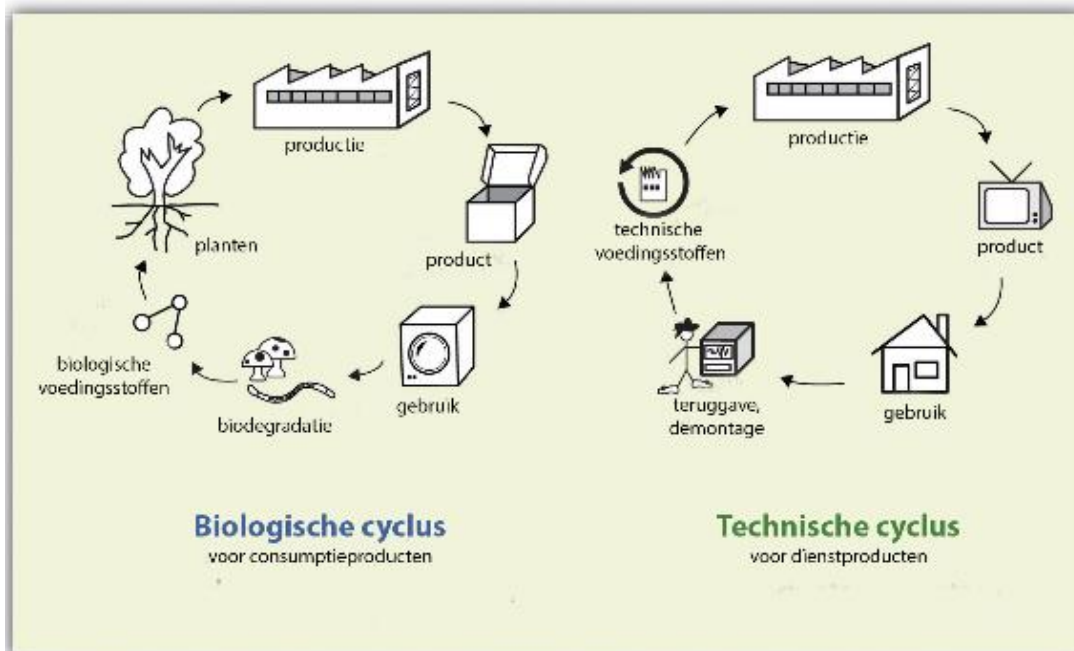 productie
product
gebruik
biodegradatie
biologische
voedingsstoffen
planten
Biologische cyclus
voor consumptieproducten
productie
product
gebruik
teruggave,
demontage
technische
voedingsstoffen
Technische cyclus
voor dienstproducten